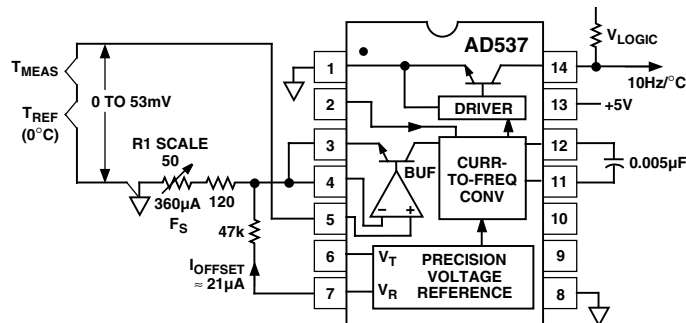 T_MEAS
T_REF
(0°C)
0 TO 53mV
R1 SCALE
50
360µA
F_S
120
47k
I_OFFSET
≈ 21µA
AD537
1
2
3
4
5
6
7
14
13
12
11
10
9
8
DRIVER
BUF
–
+
CURR-
TO-FREQ
CONV
V_T
V_R
PRECISION
VOLTAGE
REFERENCE
V_LOGIC
10Hz/°C
+5V
0.005µF